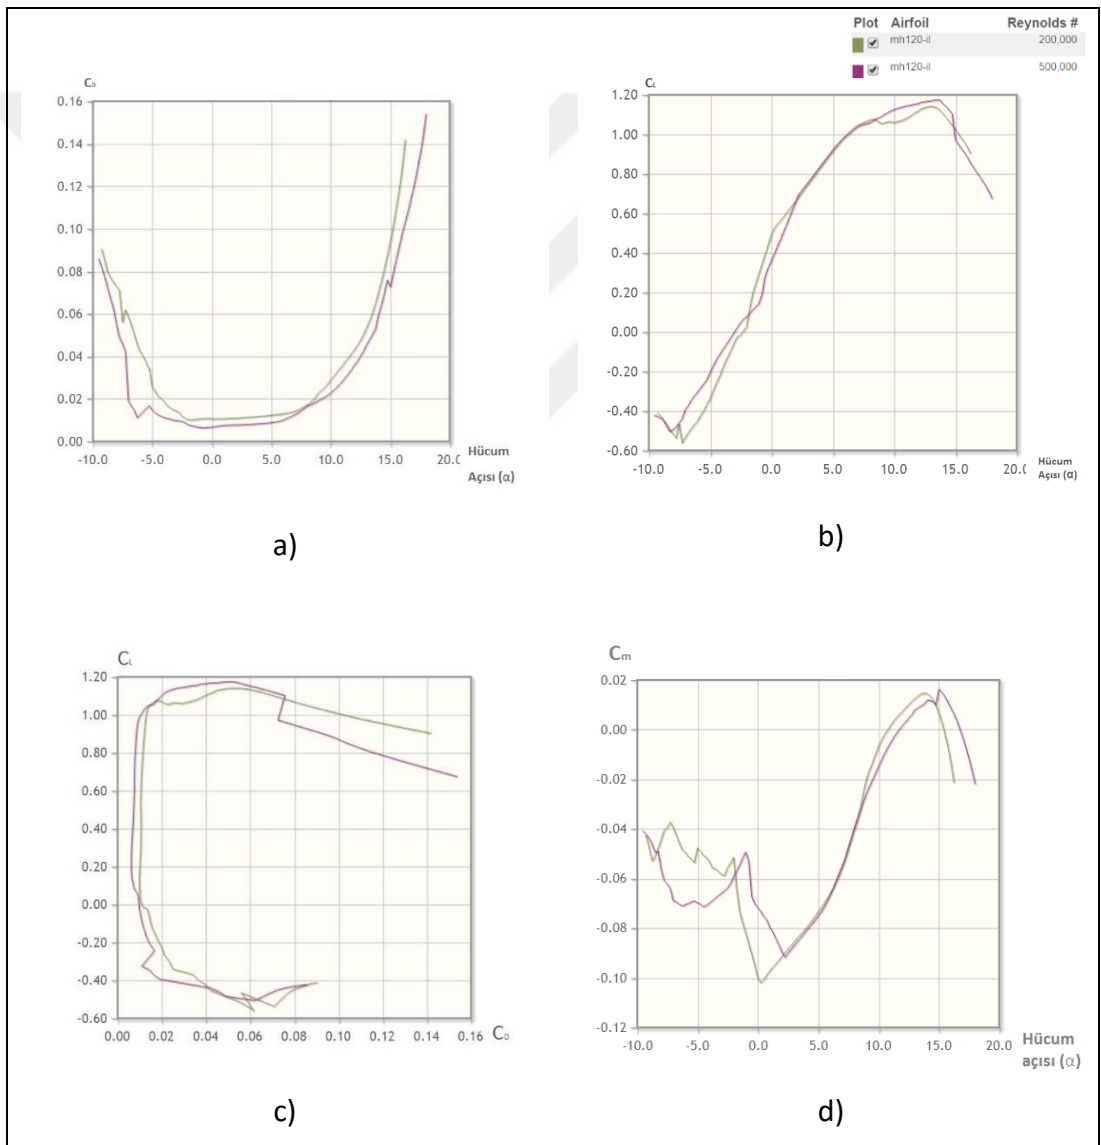 Plot Airfoil Reynolds #
mh120-il 200,000
mh120-il 500,000
C₀
0.16
0.14
0.12
0.10
0.08
0.06
0.04
0.02
0.00
-10.0 -5.0 0.0 5.0 10.0 15.0 20.0
Hücum
Açısı (α)
a)
Cʟ
1.20
1.00
0.80
0.60
0.40
0.20
0.00
-0.20
-0.40
-0.60
-10.0 -5.0 0.0 5.0 10.0 15.0 20.0
Hücum
Açısı (α)
b)
Cʟ
1.20
1.00
0.80
0.60
0.40
0.20
0.00
-0.20
-0.40
-0.60
0.00 0.02 0.04 0.06 0.08 0.10 0.12 0.14 0.16
C_D
c)
Cm
0.02
0.00
-0.02
-0.04
-0.06
-0.08
-0.10
-0.12
-10.0 -5.0 0.0 5.0 10.0 15.0 20.0
Hücum
açısı (α)
d)